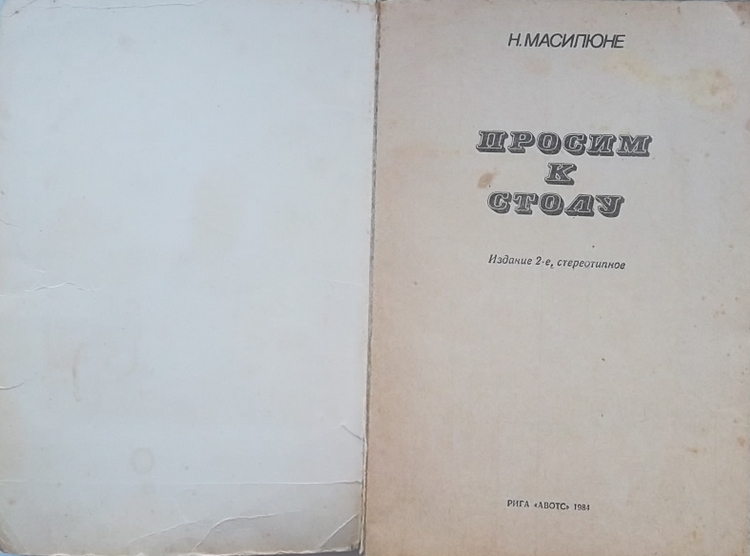 Н. МАСИЛЮНЕ
ПРОСИМ
К
СТОЛУ
Издание 2-е, стереотипное
РИГА «АВОТС» 1984